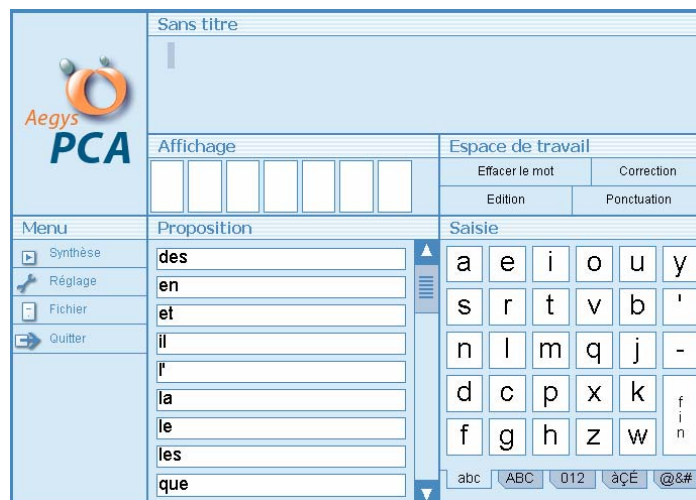 Sans titre
Aegys
PCA
Affichage
Espace de travail
Effacer le mot
Correction
Edition
Ponctuation
Menu
Synthèse
Réglage
Fichier
Quitter
Proposition
des
en
et
il
l'
la
le
les
que
Saisie
a e i o u y
s r t v b '
n l m q j -
d c p x k
f g h z w
fin
abc ABC 012 àÇÉ @&#